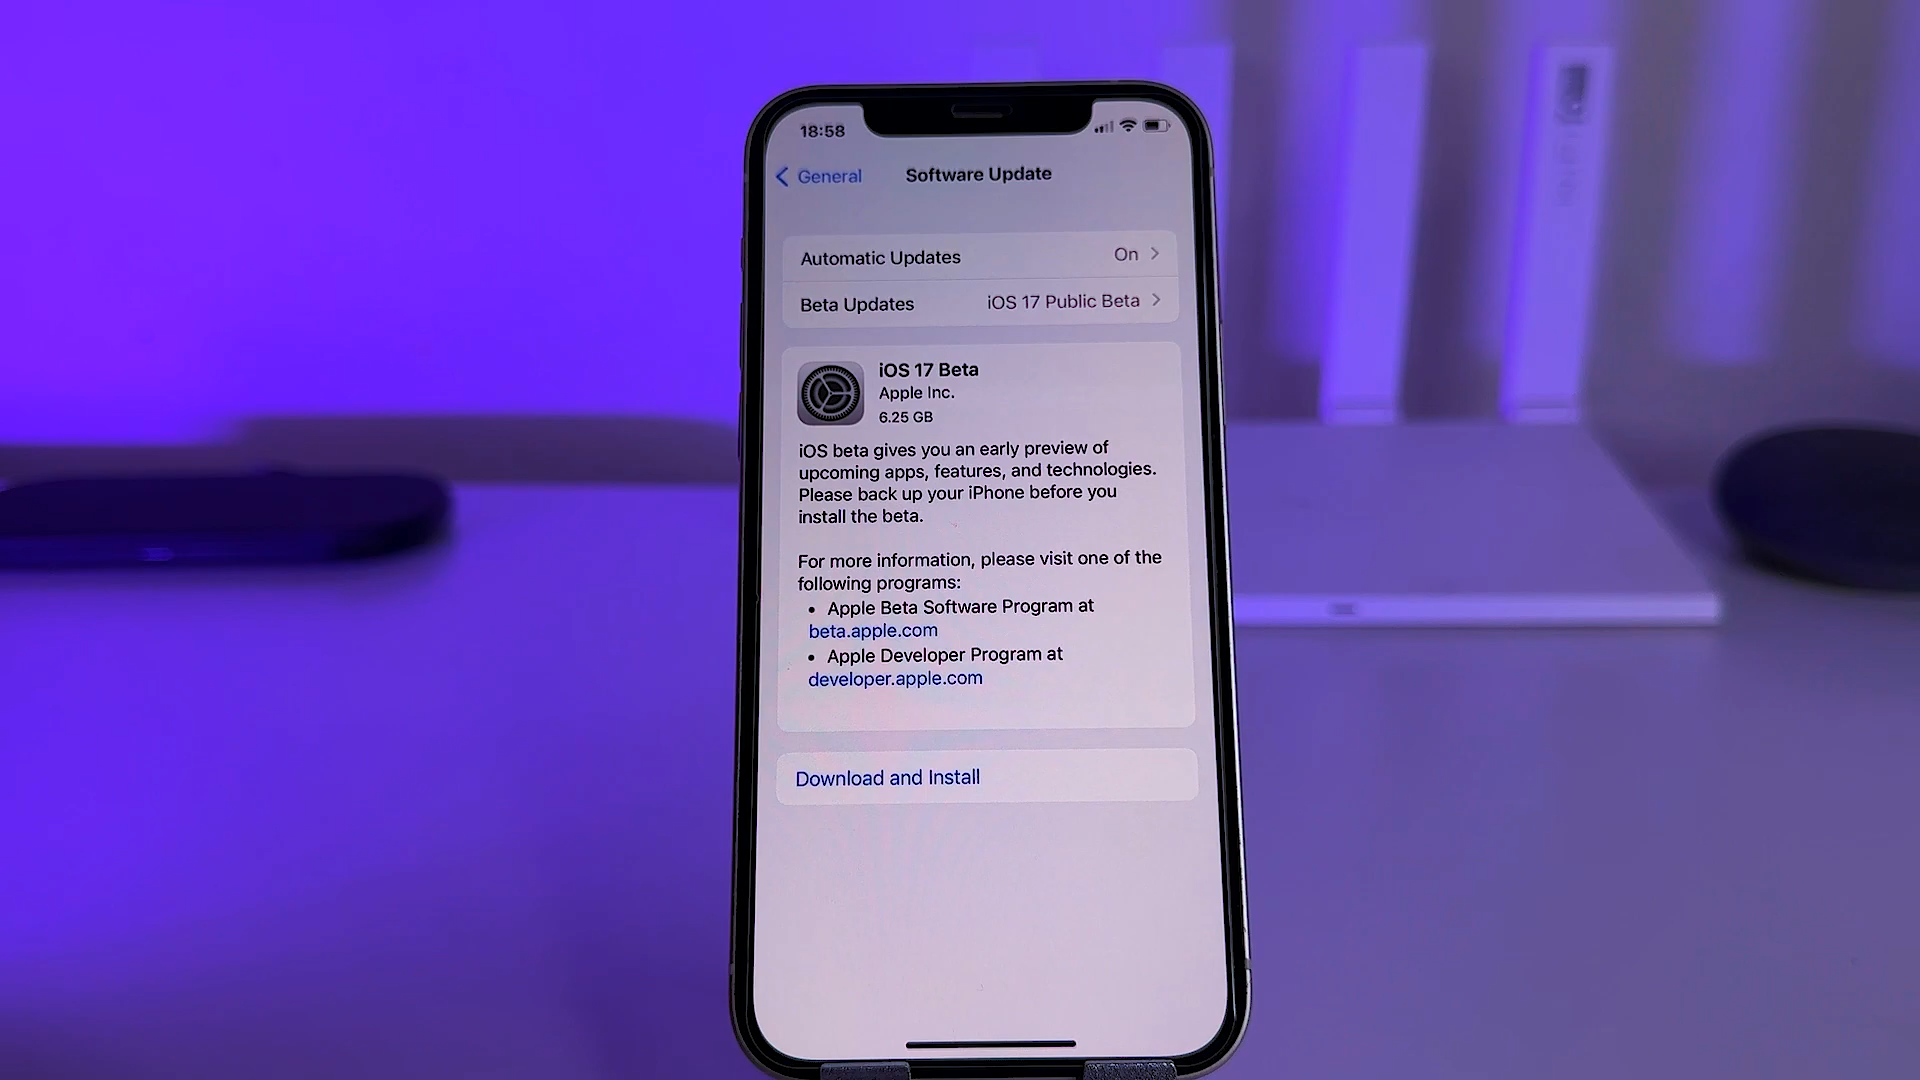 18:58
General
Software Update
Automatic Updates On
Beta Updates iOS 17 Public Beta
iOS 17 Beta
Apple Inc.
6.25 GB
iOS beta gives you an early preview of
upcoming apps, features, and technologies.
Please back up your iPhone before you
install the beta.
For more information, please visit one of the
following programs:
• Apple Beta Software Program at
beta.apple.com
• Apple Developer Program at
developer.apple.com
Download and Install